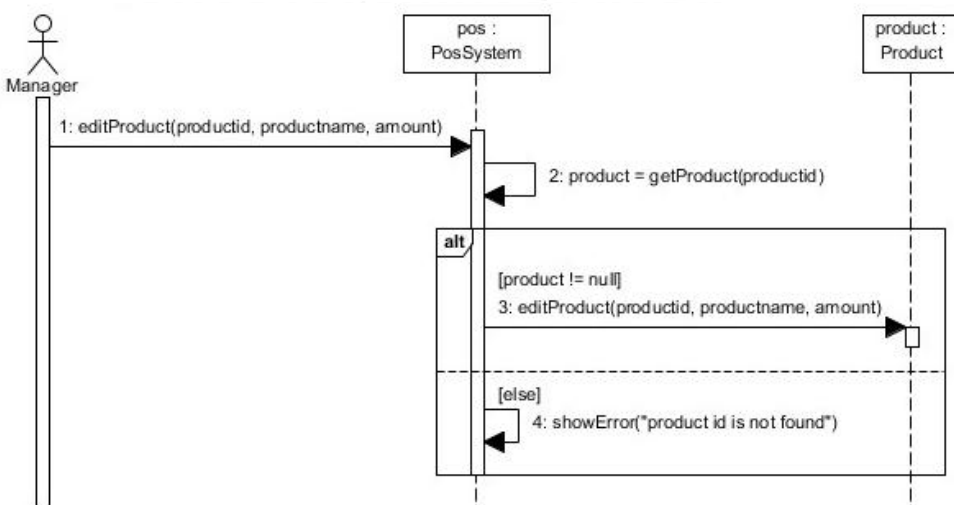 pos :
PosSystem
product :
Product
Manager
1: editProduct(productid, productname, amount)
2: product = getProduct(productid)
alt
[product != null]
3: editProduct(productid, productname, amount)
[else]
4: showError("product id is not found")